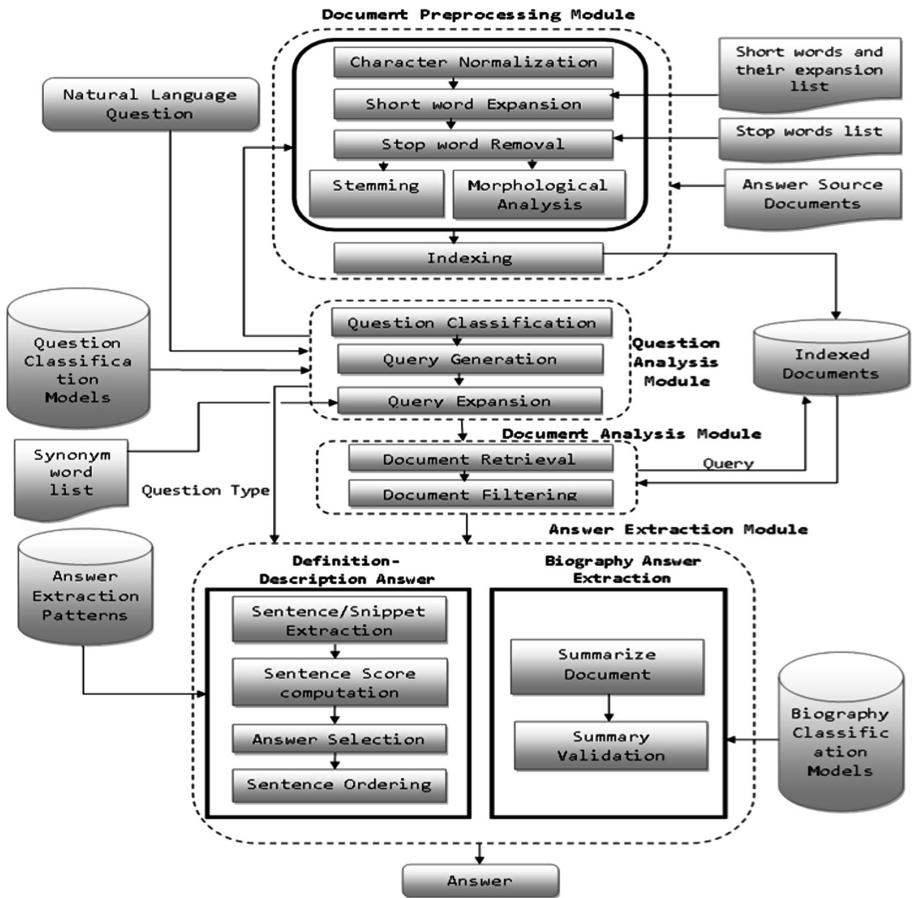 Document Preprocessing Module
Character Normalization
Short word Expansion
Stop word Removal
Stemming
Morphological
Analysis
Indexing
Short words and
their expansion
list
Stop words list
Answer Source
Documents
Natural Language
Question
Question
Classifica
tion
Models
Question Classification
Query Generation
Query Expansion
Question
Analysis
Module
Indexed
Documents
Synonym
word
list
Question Type
Document Analysis Module
Document Retrieval
Document Filtering
Query
Answer Extraction Module
Answer
Extraction
Patterns
Definition-
Description Answer
Sentence/Snippet
Extraction
Sentence Score
computation
Answer Selection
Sentence Ordering
Biography Answer
Extraction
Summarize
Document
Summary
Validation
Biography
Classific
ation
Models
Answer